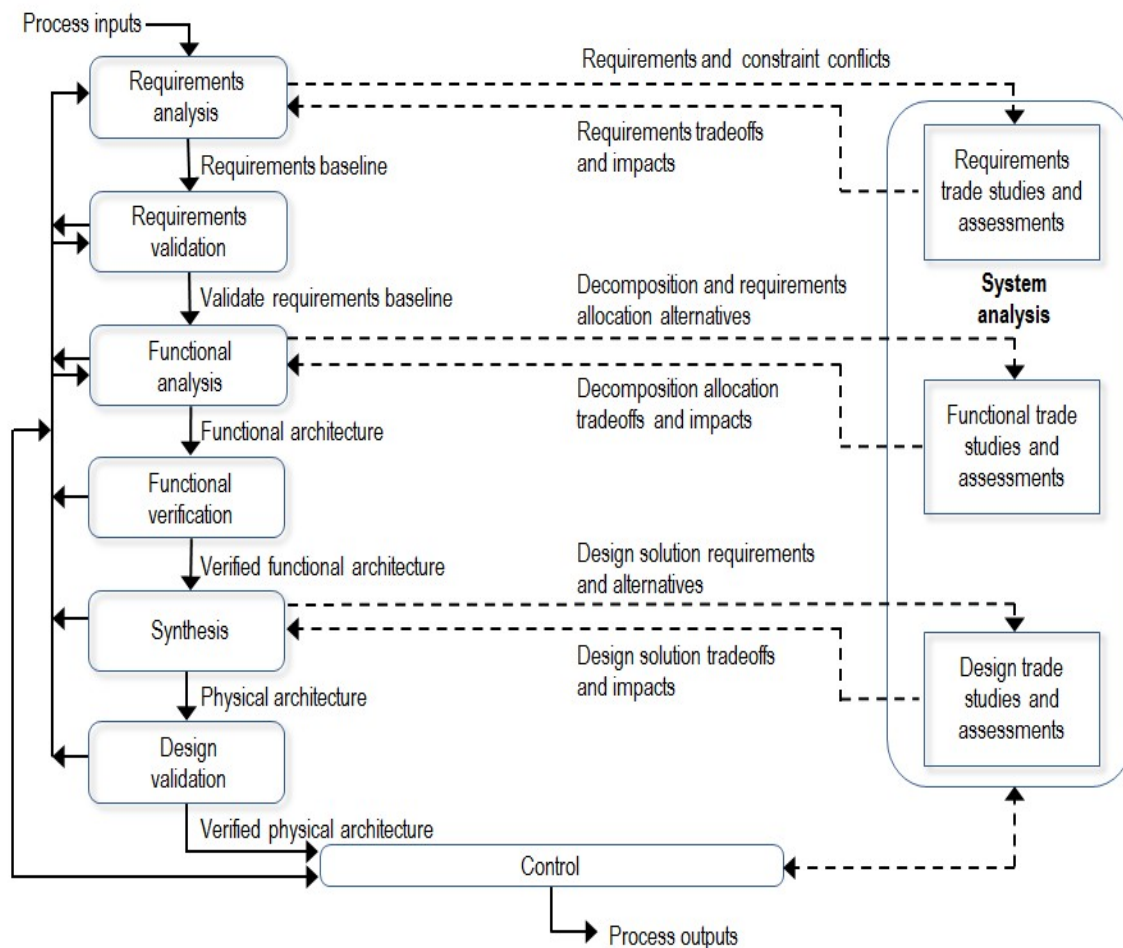 Process inputs
Requirements
analysis
Requirements and constraint conflicts
Requirements tradeoffs
and impacts
Requirements
trade studies and
assessments
Requirements baseline
Requirements
validation
System
analysis
Validate requirements baseline
Decomposition and requirements
allocation alternatives
Functional
analysis
Decomposition allocation
tradeoffs and impacts
Functional trade
studies and
assessments
Functional architecture
Functional
verification
Verified functional architecture
Design solution requirements
and alternatives
Synthesis
Design solution tradeoffs
and impacts
Design trade
studies and
assessments
Physical architecture
Design
validation
Verified physical architecture
Control
Process outputs